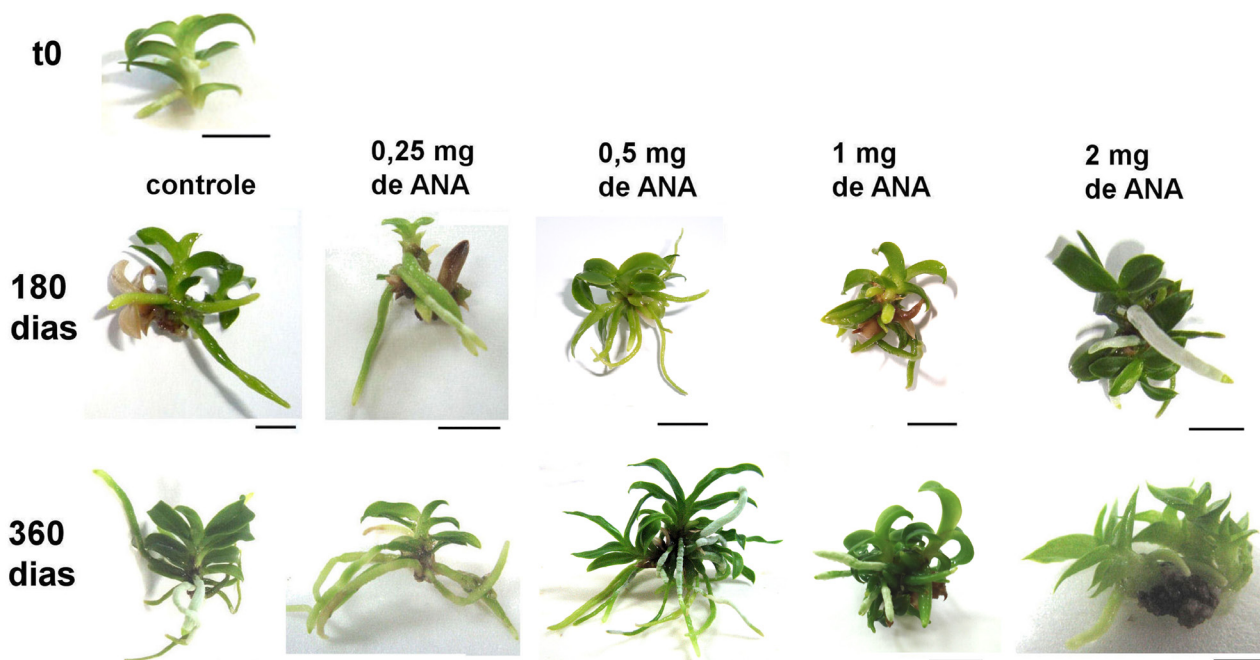 t0
controle
0,25 mg
de ANA
0,5 mg
de ANA
1 mg
de ANA
2 mg
de ANA
180
dias
360
dias